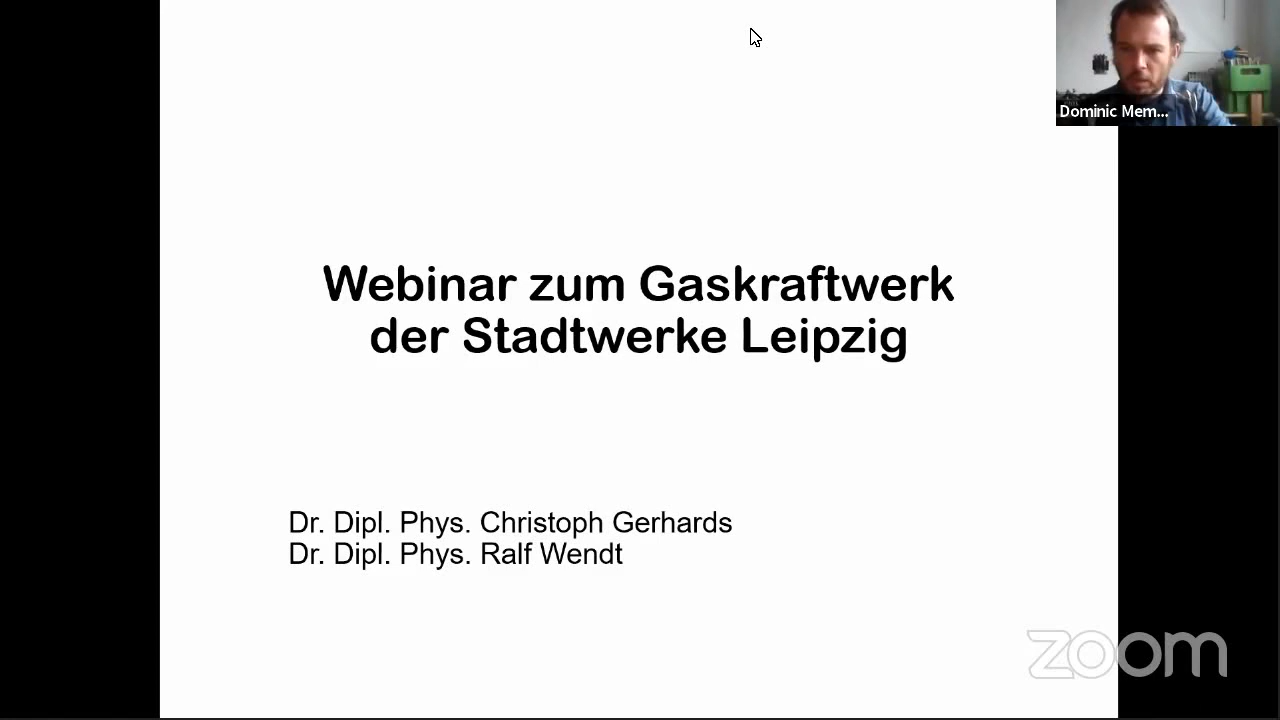 Dominic Mem...
Webinar zum Gaskraftwerk
der Stadtwerke Leipzig
Dr. Dipl. Phys. Christoph Gerhards
Dr. Dipl. Phys. Ralf Wendt
zoom